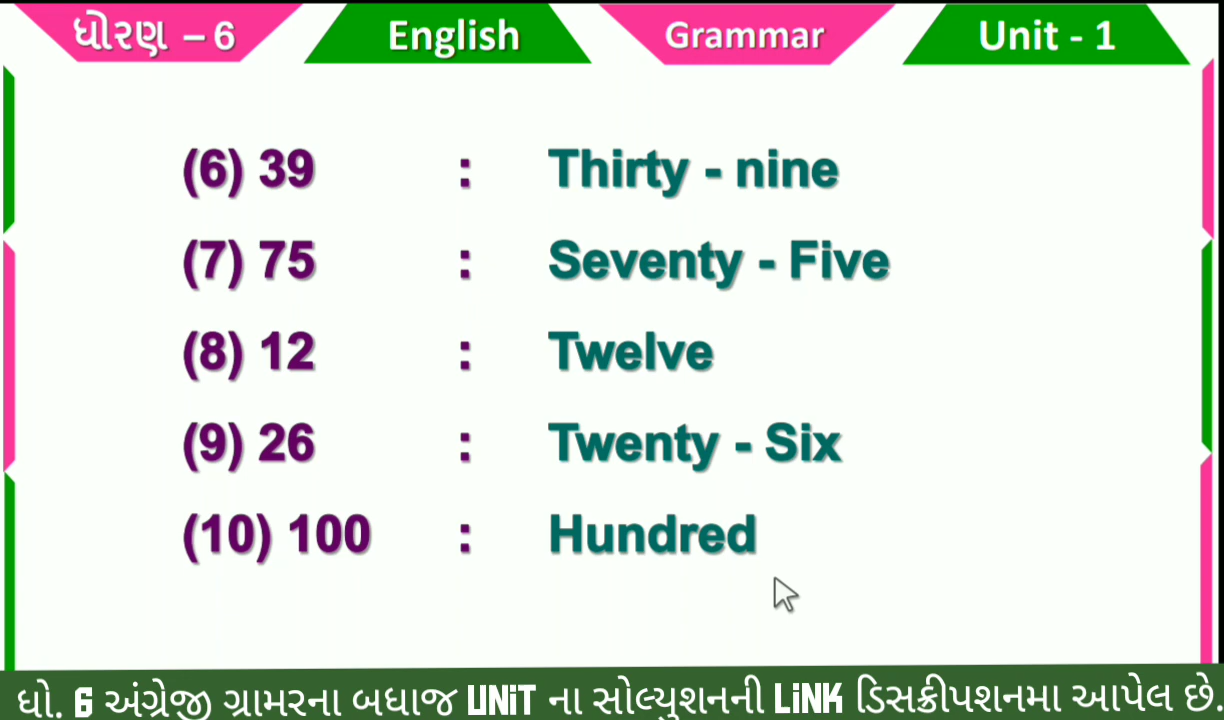 ધોરણ – 6 English Grammar Unit - 1
(6) 39 : Thirty - nine
(7) 75 : Seventy - Five
(8) 12 : Twelve
(9) 26 : Twenty - Six
(10) 100 : Hundred
ધો. 6 અંગ્રેજી ગ્રામરના બધાજ UNiT ના સોલ્યુશનની LiNK ડિસક્રીપશનમા આપેલ છે.